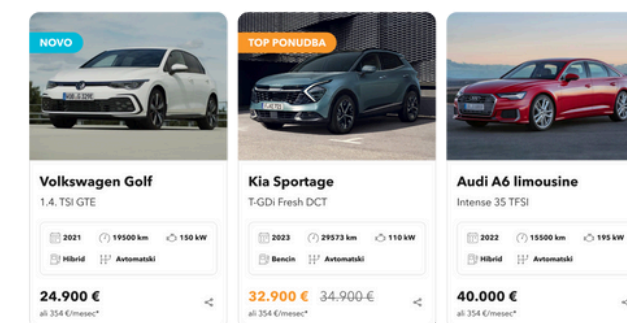 NOVO
Volkswagen Golf
1.4. TSI GTE
2021 19500 km 150 kW
Hibrid Avtomatski
24.900 €
ali 354 €/mesec*
TOP PONUDBA
Kia Sportage
T-GDi Fresh DCT
2023 29573 km 110 kW
Bencin Avtomatski
32.900 € 34.900 €
ali 354 €/mesec*
Audi A6 limousine
Intense 35 TFSI
2022 15500 km 195 kW
Hibrid Avtomatski
40.000 €
ali 354 €/mesec*